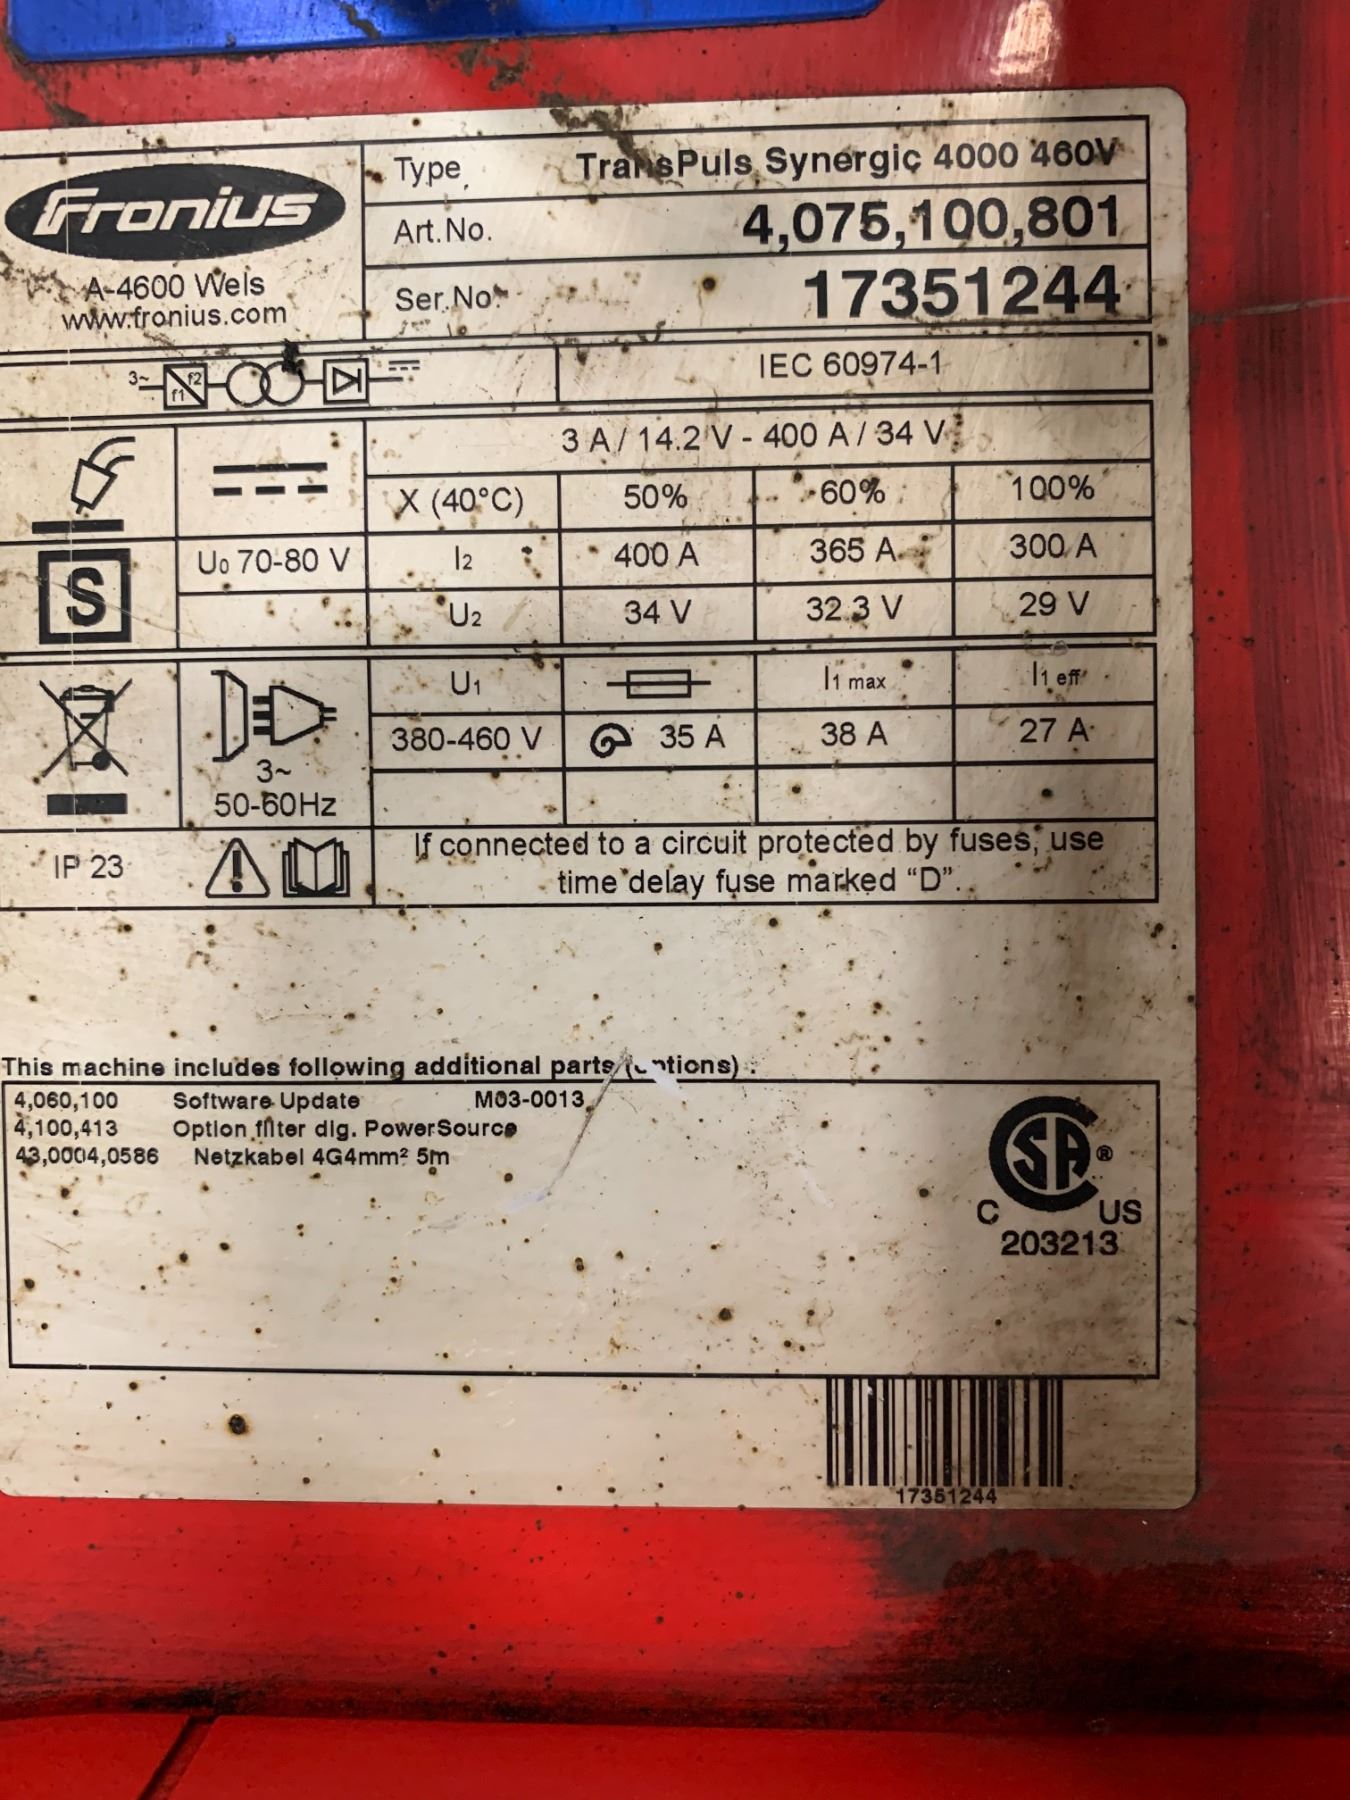 Fronius
A-4600 Wels
www.fronius.com
Type TransPuls Synergic 4000 460V
Art.No. 4,075,100,801
Ser.No. 17351244
3~ f1 f2 IEC 60974-1
3 A / 14.2 V - 400 A / 34 V
X (40°C) 50% 60% 100%
S U0 70-80 V I2 400 A 365 A 300 A
U2 34 V 32.3 V 29 V
U1 I1 max I1 eff
380-460 V 35 A 38 A 27 A
3~
50-60Hz
IP 23
If connected to a circuit protected by fuses, use
time delay fuse marked “D”.
This machine includes following additional parts (options) :
4,060,100 Software Update M03-0013
4,100,413 Option filter dig. PowerSource
43,0004,0586 Netzkabel 4G4mm² 5m
CSA ®
C US
203213
17351244